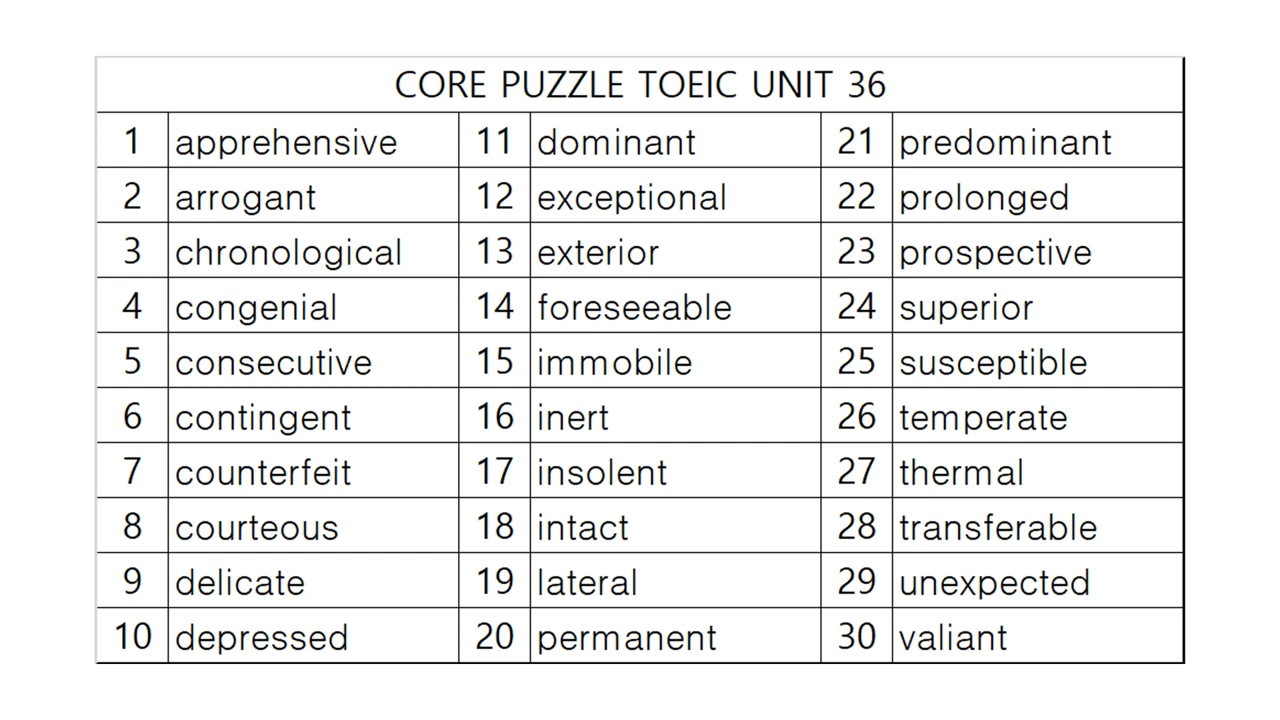 CORE PUZZLE TOEIC UNIT 36
1 apprehensive 11 dominant 21 predominant
2 arrogant 12 exceptional 22 prolonged
3 chronological 13 exterior 23 prospective
4 congenial 14 foreseeable 24 superior
5 consecutive 15 immobile 25 susceptible
6 contingent 16 inert 26 temperate
7 counterfeit 17 insolent 27 thermal
8 courteous 18 intact 28 transferable
9 delicate 19 lateral 29 unexpected
10 depressed 20 permanent 30 valiant